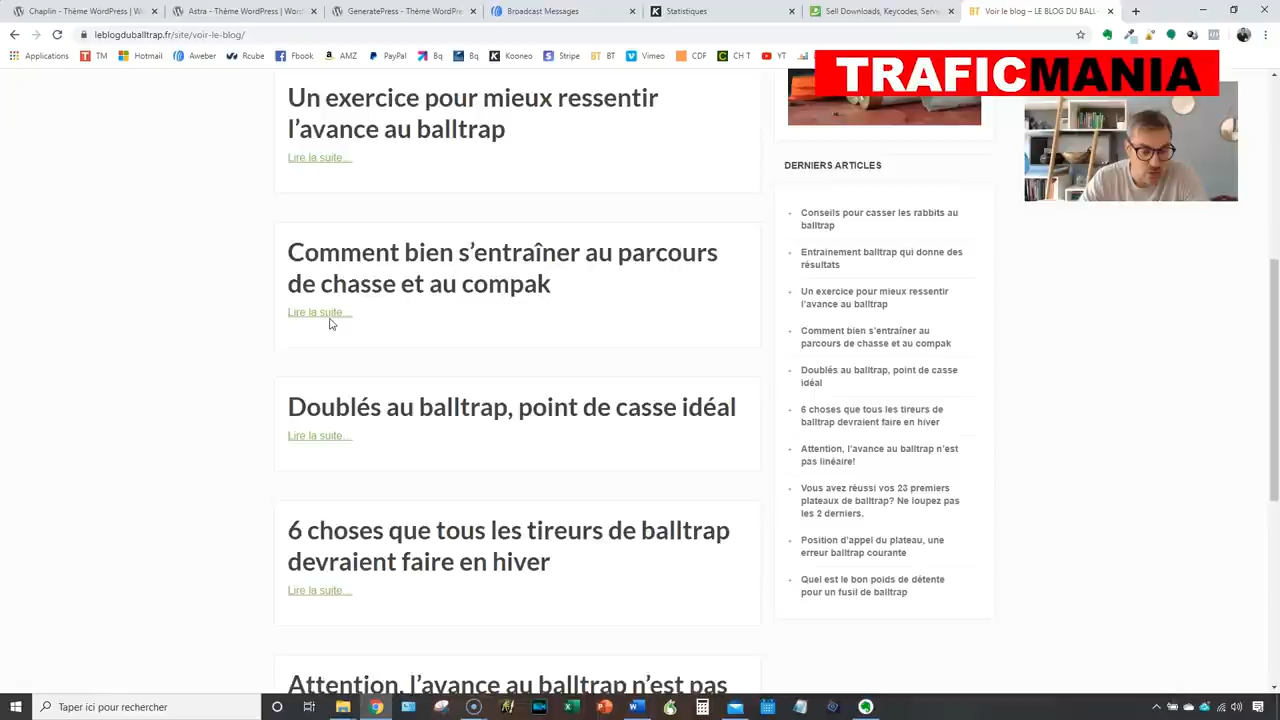 Chaplin - Thème WordPress | Word
Astra - Thème WordPress | Word
GeneratePress - Thème WordPre
Broadcast Messages
Statistiques
Sell Downloads, Keycodes, Servic
Voir le – LE BLOG DU BALL
leblogduballtrap.fr/site/voir-le-blog/
Applications TM Hotmail Aweber Rcube Fbook AMZ PayPal Bq Kooneo Bq Stripe BT Vimeo CDF CH T YT
TRAFICMANIA
Un exercice pour mieux ressentir
l'avance au balltrap
Lire la suite…
Comment bien s'entraîner au parcours
de chasse et au compak
Lire la suite…
Doublés au balltrap, point de casse idéal
Lire la suite…
6 choses que tous les tireurs de balltrap
devraient faire en hiver
Lire la suite…
Attention, l'avance au balltrap n'est pas
DERNIERS ARTICLES
Conseils pour casser les rabbits au
balltrap
Entrainement balltrap qui donne des
résultats
Un exercice pour mieux ressentir
l'avance au balltrap
Comment bien s'entraîner au
parcours de chasse et au compak
Doublés au balltrap, point de casse
idéal
6 choses que tous les tireurs de
balltrap devraient faire en hiver
Attention, l'avance au balltrap n'est
pas linéaire!
Vous avez réussi vos 23 premiers
plateaux de balltrap? Ne loupez pas
les 2 derniers.
Position d'appel du plateau, une
erreur balltrap courante
Quel est le bon poids de détente
pour un fusil de balltrap
Taper ici pour rechercher